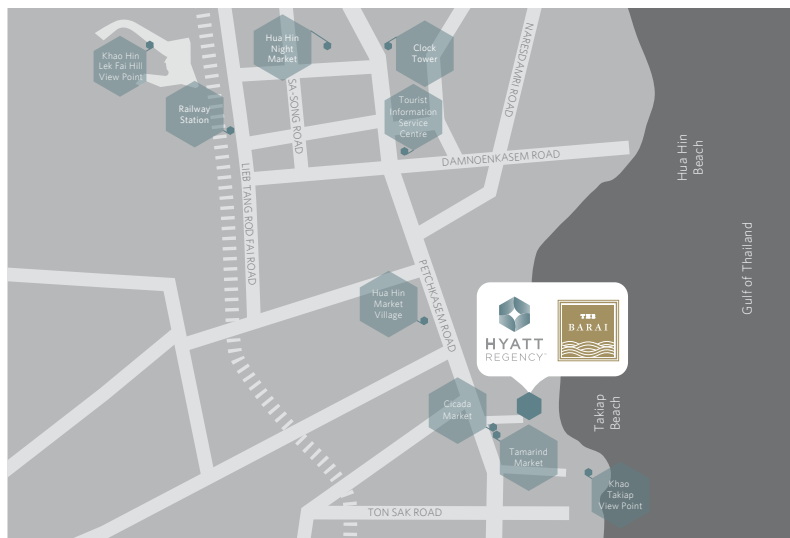 Khao Hin
Lek Fai Hill
View Point
Hua Hin
Night
Market
Clock
Tower
Railway
Station
Tourist
Information
Service
Centre
SA-SONG ROAD
NARESDAMRI ROAD
DAMNOENKASEM ROAD
LIEB TANG ROD FAI ROAD
Hua Hin
Beach
Gulf of Thailand
PETCHKASEM ROAD
Hua Hin
Market
Village
HYATT
REGENCY™
THE
BARAI
Cicada
Market
Takiap
Beach
Tamarind
Market
Khao
Takiap
View Point
TON SAK ROAD